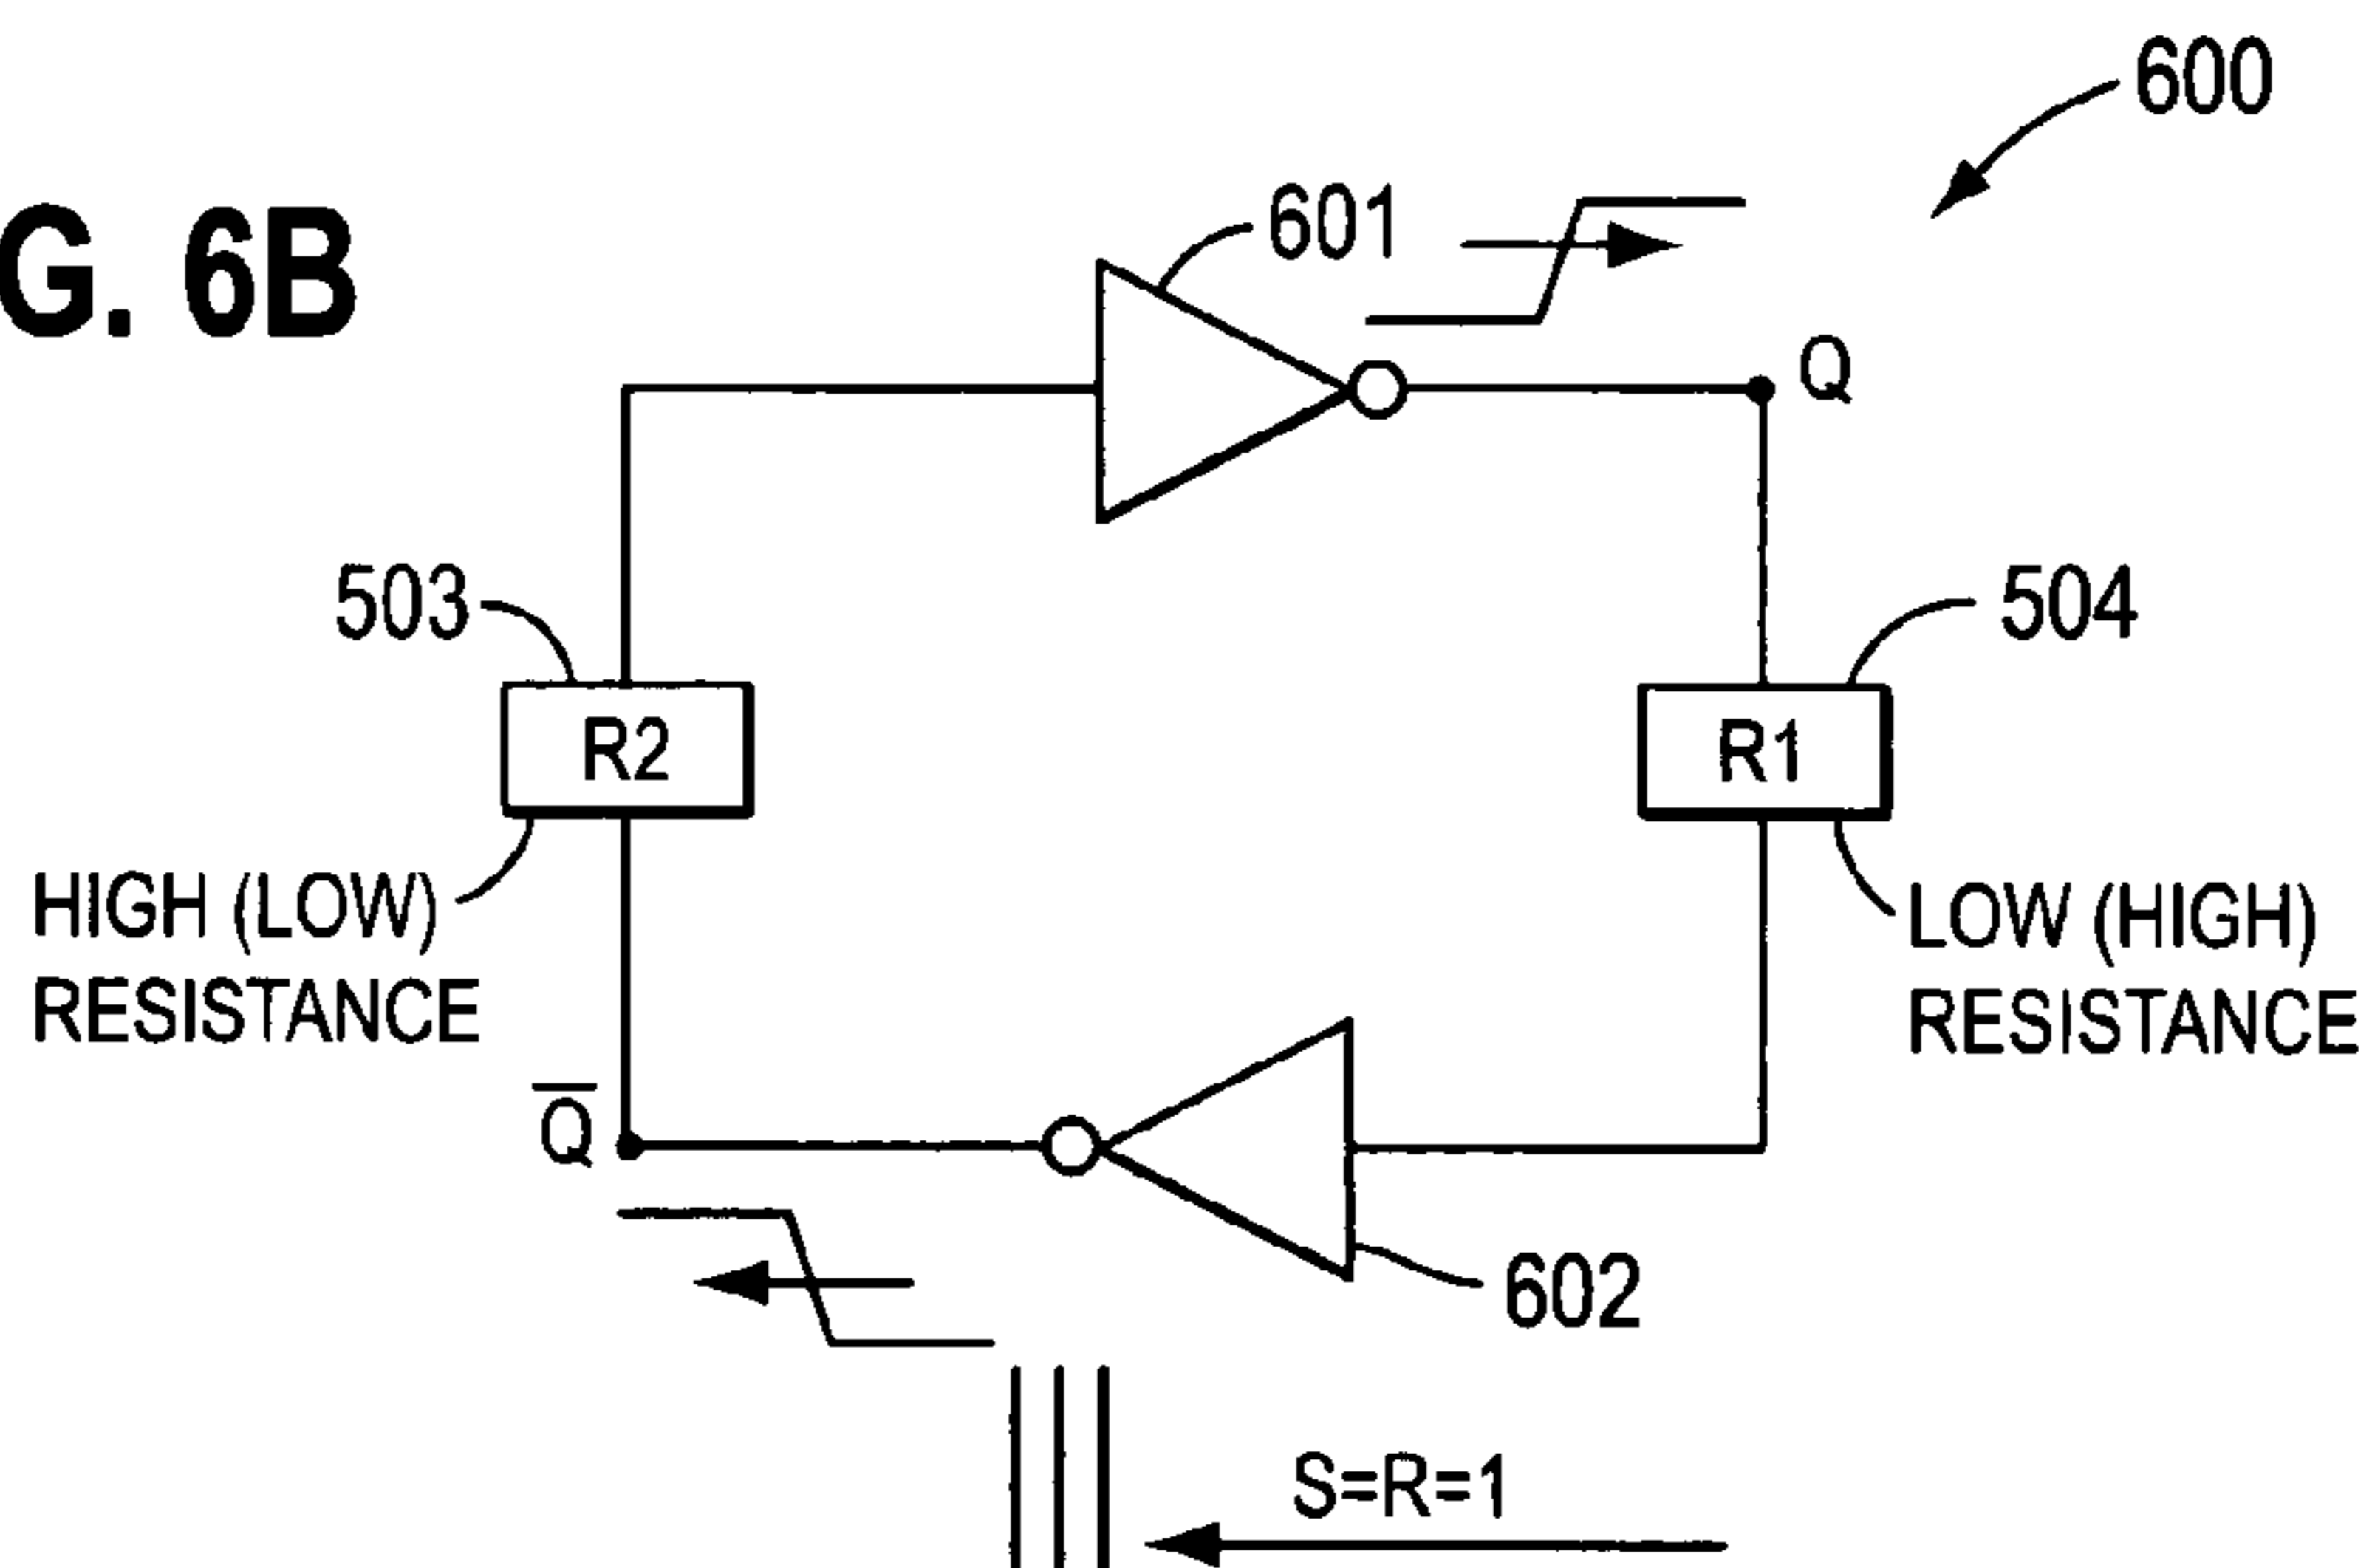 600
601
G. 6B
Q
503
504
R2
R1
HIGH (LOW)
RESISTANCE
LOW (HIGH)
RESISTANCE
Q̅
602
S=R=1